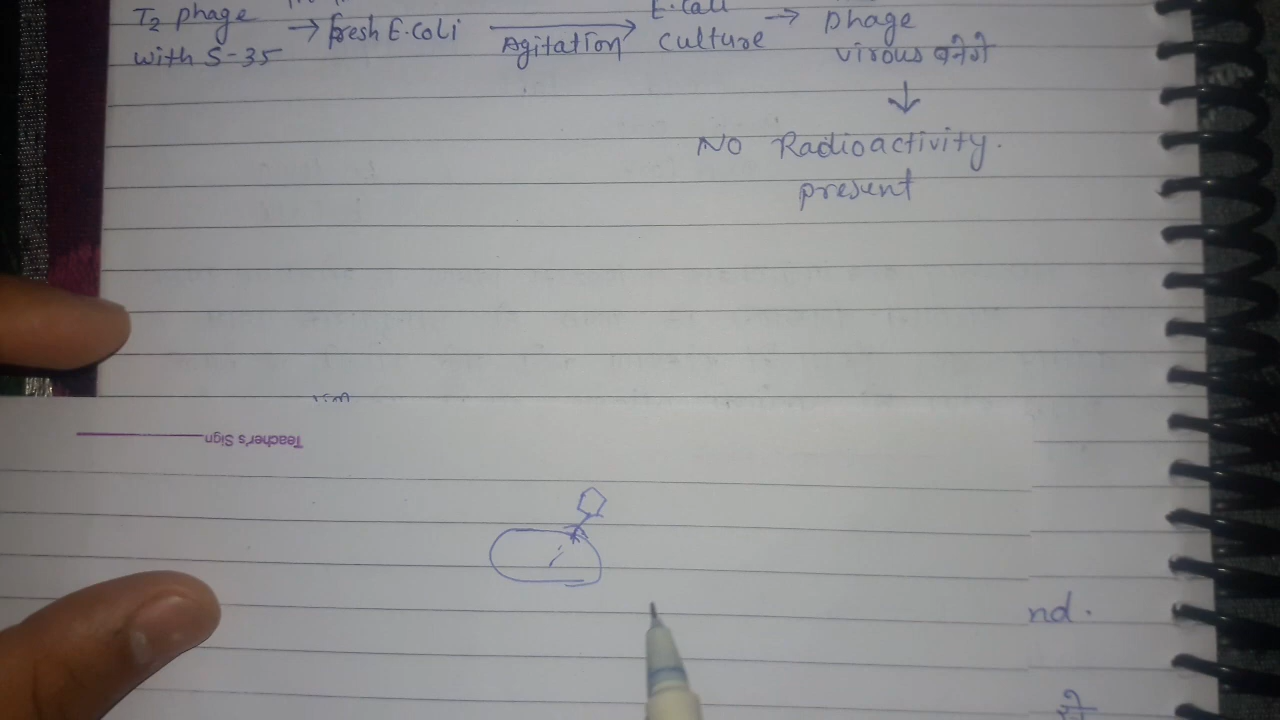 T2 phage → fresh E.coli Agitation → E.coli culture → phage
with S-35 virous बनेंगे
↓
No Radioactivity.
present
Teacher's Sign
nd.